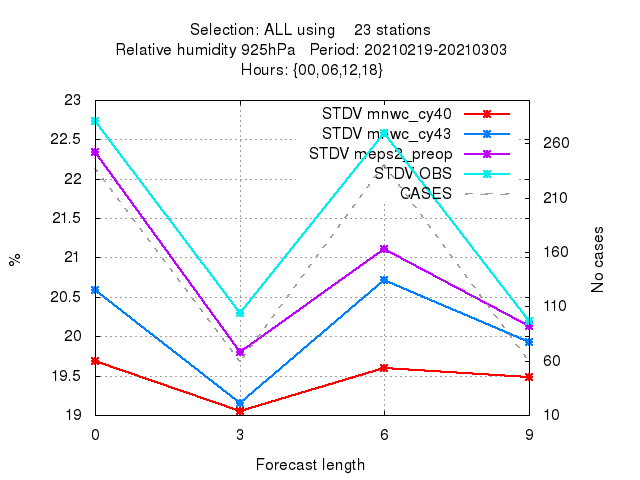 Selection: ALL using    23 stations
Relative humidity 925hPa   Period: 20210219-20210303
Hours: {00,06,12,18}
23
22.5
22
21.5
21
20.5
20
19.5
19
%
STDV mnwc_cy40
STDV mnwc_cy43
STDV meps2_preop
STDV OBS
CASES
260
210
160
110
60
10
No cases
0 3 6 9
Forecast length